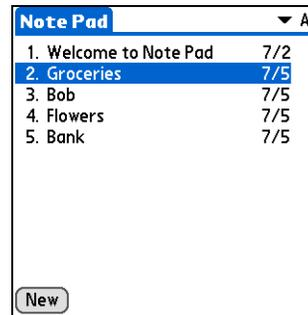 Note Pad A
1. Welcome to Note Pad 7/2
2. Groceries 7/5
3. Bob 7/5
4. Flowers 7/5
5. Bank 7/5
New